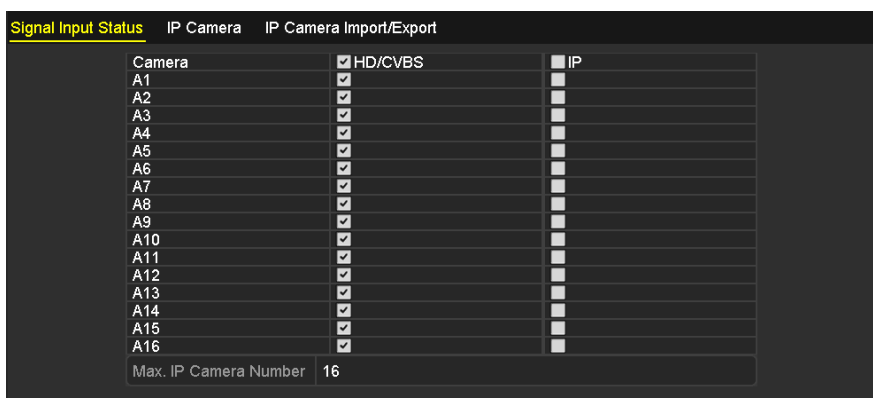 Signal Input Status IP Camera IP Camera Import/Export
Camera HD/CVBS IP
A1
A2
A3
A4
A5
A6
A7
A8
A9
A10
A11
A12
A13
A14
A15
A16
Max. IP Camera Number 16